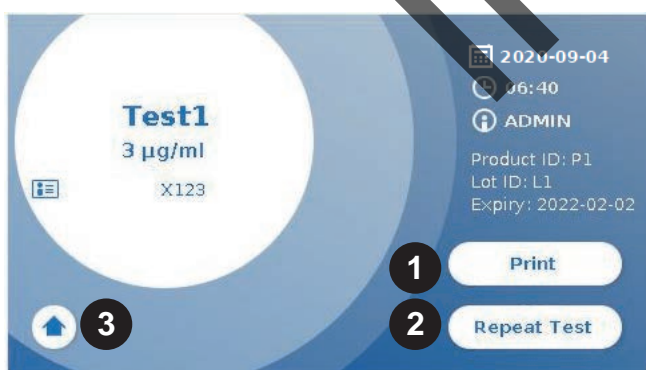 Test1
3 µg/ml
X123
2020-09-04
06:40
ADMIN
Product ID: P1
Lot ID: L1
Expiry: 2022-02-02
1
Print
2
Repeat Test
3